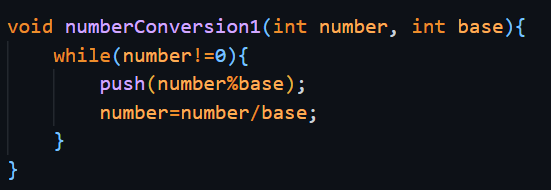 void numberConversion1(int number, int base){
while(number!=0){
push(number%base);
number=number/base;
}
}